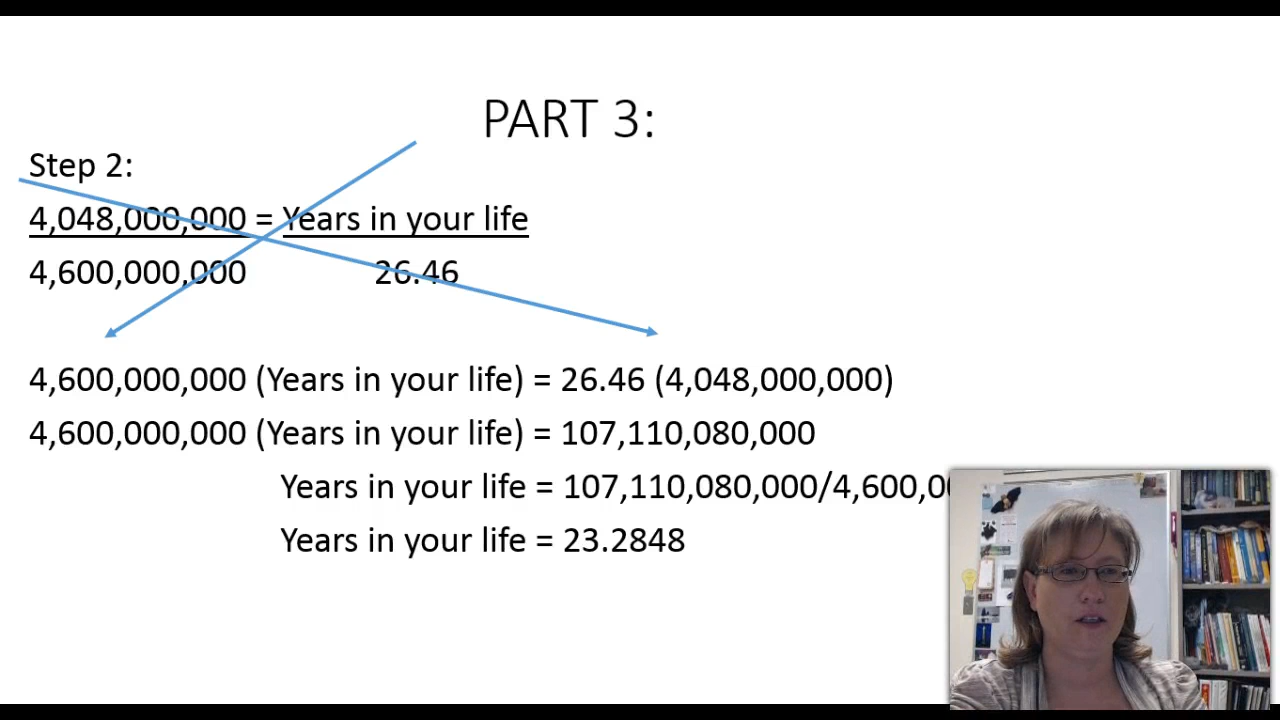 PART 3:
Step 2:
4,048,000,000 = Years in your life
4,600,000,000 26.46
4,600,000,000 (Years in your life) = 26.46 (4,048,000,000)
4,600,000,000 (Years in your life) = 107,110,080,000
Years in your life = 107,110,080,000/4,600,0
Years in your life = 23.2848